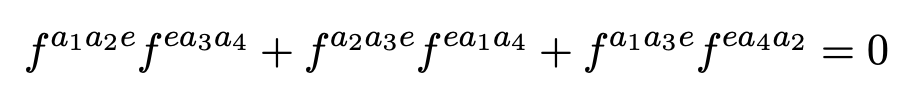 f^{a_1a_2e} f^{ea_3a_4} + f^{a_2a_3e} f^{ea_1a_4} + f^{a_1a_3e} f^{ea_4a_2} = 0